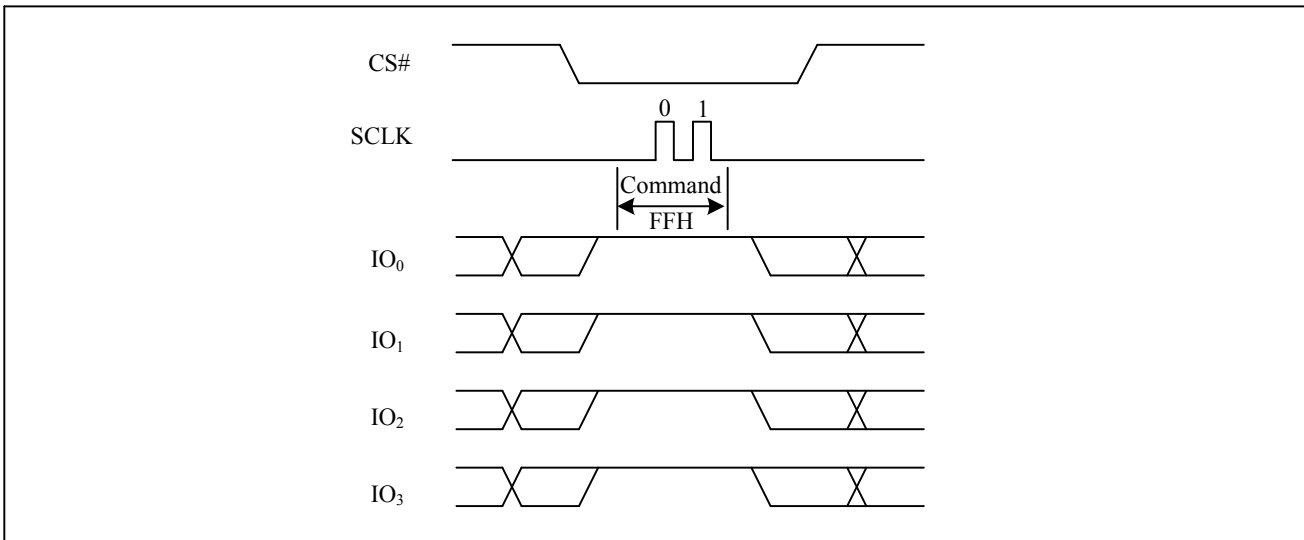 CS#
0 1
SCLK
Command
FFH
IO₀
IO₁
IO₂
IO₃